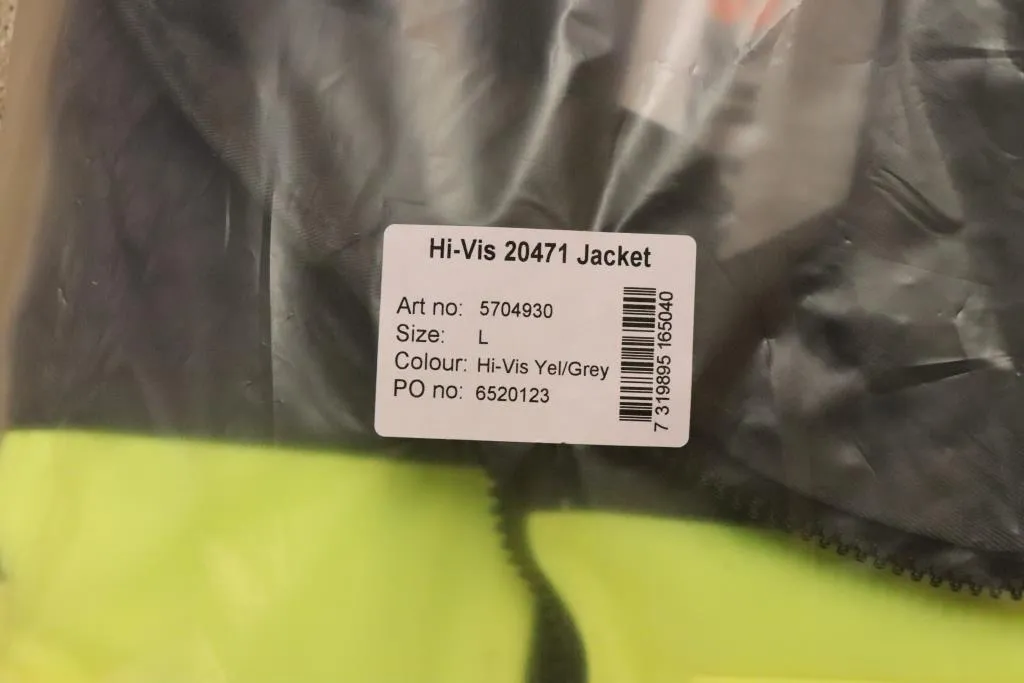 Hi-Vis 20471 Jacket
Art no: 5704930
Size: L
Colour: Hi-Vis Yel/Grey
PO no: 6520123
7 319895 165040